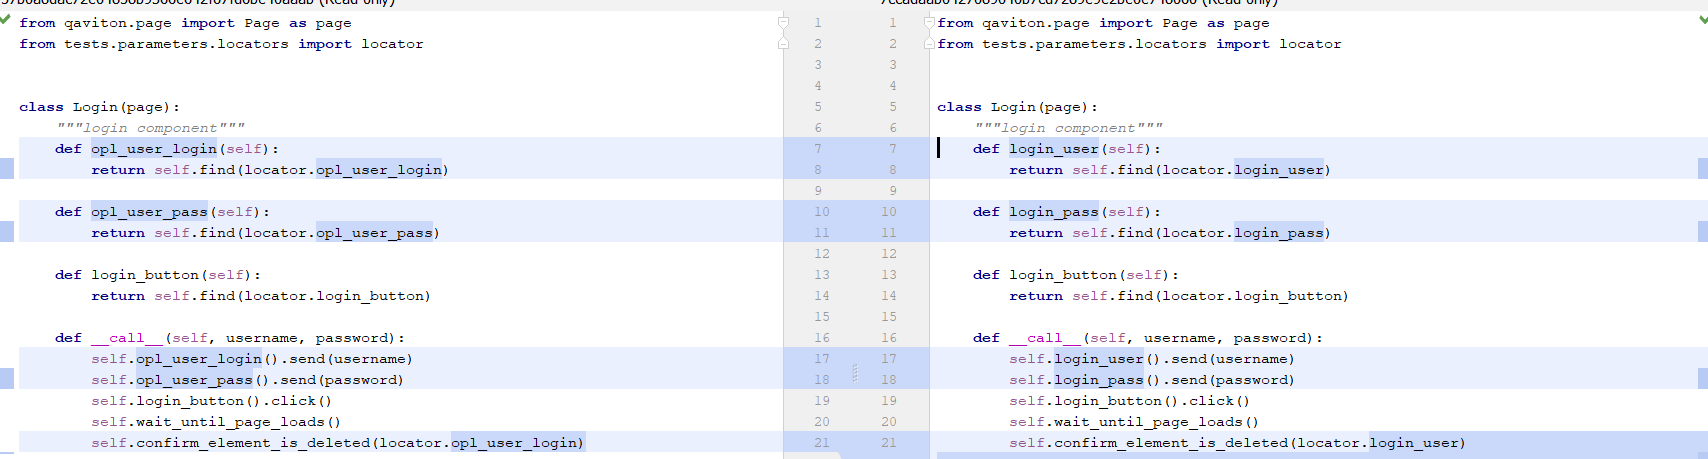 (Read-only)
from qaviton.page import Page as page
from tests.parameters.locators import locator
class Login(page):
"""login component"""
def opl_user_login(self):
return self.find(locator.opl_user_login)
def opl_user_pass(self):
return self.find(locator.opl_user_pass)
def login_button(self):
return self.find(locator.login_button)
def __call__(self, username, password):
self.opl_user_login().send(username)
self.opl_user_pass().send(password)
self.login_button().click()
self.wait_until_page_loads()
self.confirm_element_is_deleted(locator.opl_user_login)
1 1
2 2
3 3
4 4
5 5
6 6
7 7
8 8
9 9
10 10
11 11
12 12
13 13
14 14
15 15
16 16
17 17
18 18
19 19
20 20
21 21
(Read-only)
from qaviton.page import Page as page
from tests.parameters.locators import locator
class Login(page):
"""login component"""
def login_user(self):
return self.find(locator.login_user)
def login_pass(self):
return self.find(locator.login_pass)
def login_button(self):
return self.find(locator.login_button)
def __call__(self, username, password):
self.login_user().send(username)
self.login_pass().send(password)
self.login_button().click()
self.wait_until_page_loads()
self.confirm_element_is_deleted(locator.login_user)